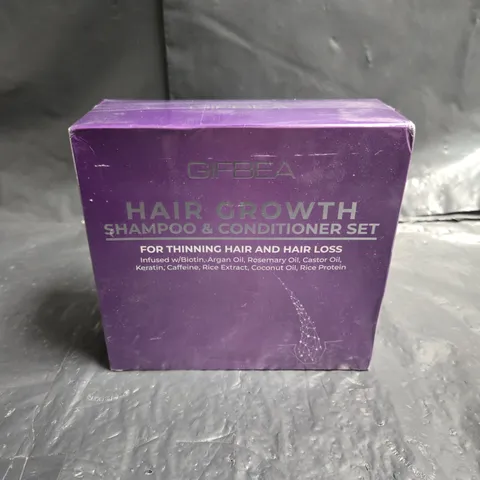 GIFBEA
HAIR GROWTH
SHAMPOO & CONDITIONER SET
FOR THINNING HAIR AND HAIR LOSS
Infused w/Biotin, Argan Oil, Rosemary Oil, Castor Oil,
Keratin, Caffeine, Rice Extract, Coconut Oil, Rice Protein